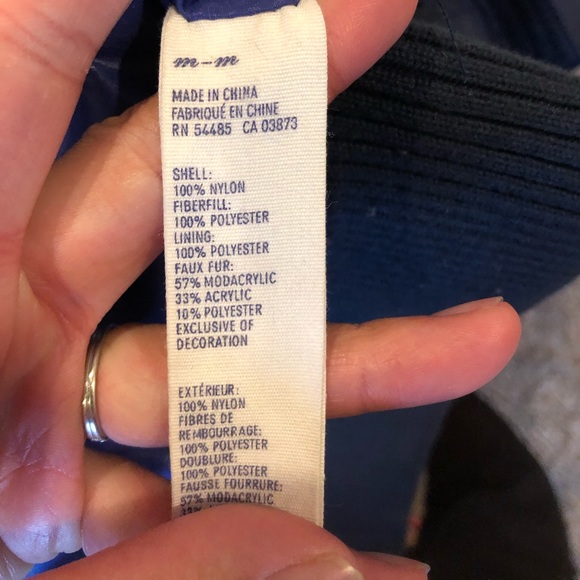 m-m
MADE IN CHINA
FABRIQUÉ EN CHINE
RN 54485 CA 03873
SHELL:
100% NYLON
FIBERFILL:
100% POLYESTER
LINING:
100% POLYESTER
FAUX FUR:
57% MODACRYLIC
33% ACRYLIC
10% POLYESTER
EXCLUSIVE OF
DECORATION
EXTÉRIEUR:
100% NYLON
FIBRES DE
REMBOURRAGE:
100% POLYESTER
DOUBLURE:
100% POLYESTER
FAUSSE FOURRURE:
57% MODACRYLIC